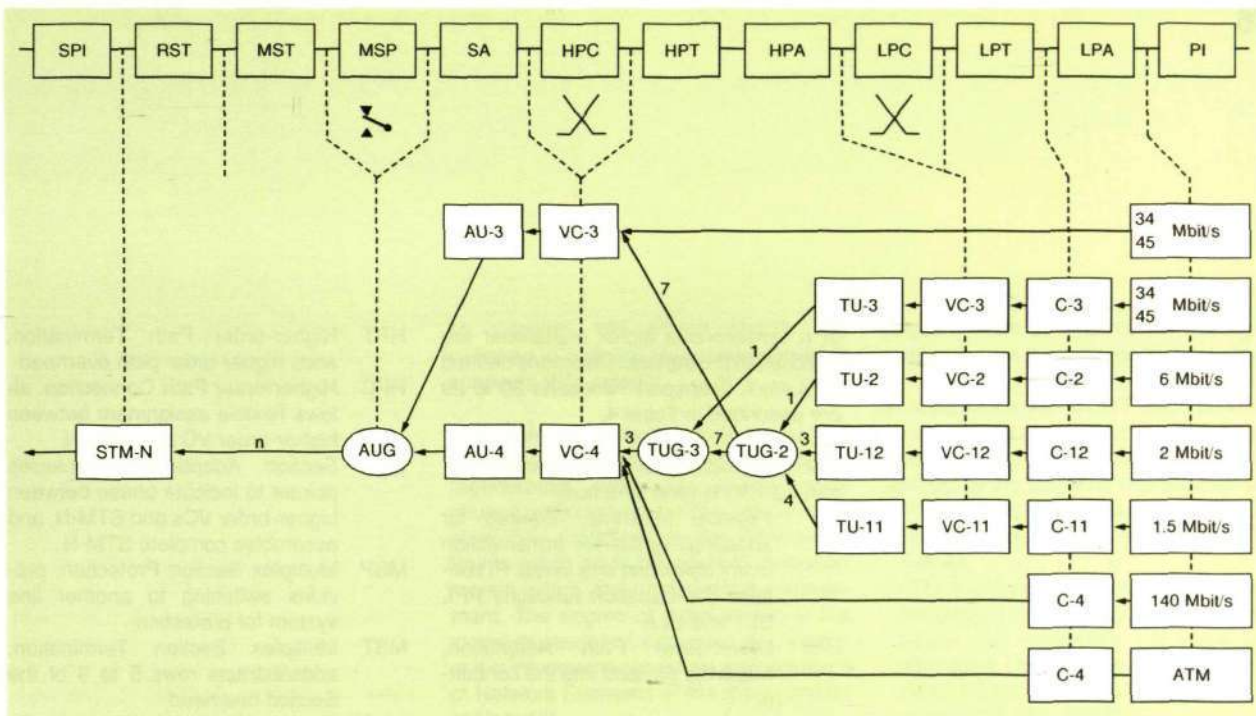 SPI RST MST MSP SA HPC HPT HPA LPC LPT LPA PI
AU-3 VC-3 34 45 Mbit/s
7
TU-3 VC-3 C-3 34 45 Mbit/s
1 TU-2 VC-2 C-2 6 Mbit/s
STM-N n AUG AU-4 VC-4 3 TUG-3 7 TUG-2 3 TU-12 VC-12 C-12 2 Mbit/s
4 TU-11 VC-11 C-11 1.5 Mbit/s
C-4 140 Mbit/s
C-4 ATM